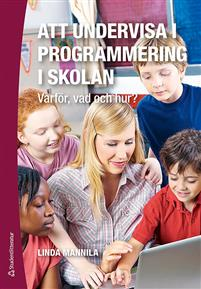 ATT UNDERVISA I
PROGRAMMERING
I SKOLAN
Varför, vad och hur?
LINDA MANNILA
Studentlitteratur